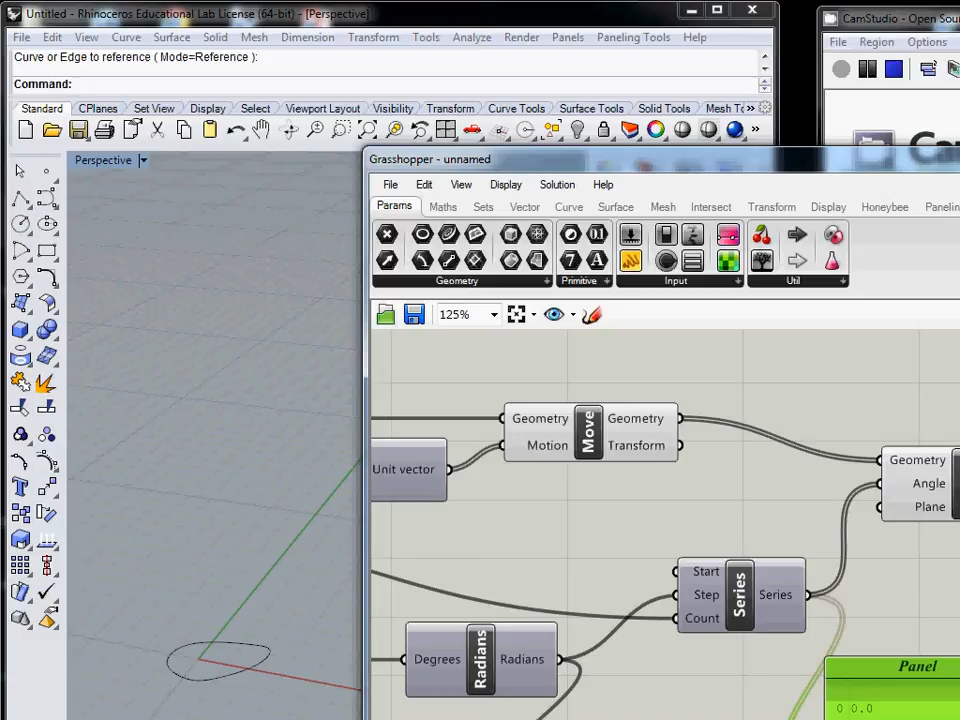 Untitled - Rhinoceros Educational Lab License (64-bit) - [Perspective]
File Edit View Curve Surface Solid Mesh Dimension Transform Tools Analyze Render Panels Paneling Tools Help
Curve or Edge to reference ( Mode=Reference ):
Command:
Standard CPlanes Set View Display Select Viewport Layout Visibility Transform Curve Tools Surface Tools Solid Tools Mesh To
Perspective
CamStudio - Open Sour
File Region Options
Cam
Grasshopper - unnamed
File Edit View Display Solution Help
Params Maths Sets Vector Curve Surface Mesh Intersect Transform Display Honeybee Panelin
Geometry Primitive Input Util
125%
Geometry Move Geometry
Motion Transform
Unit vector
Geometry
Angle
Plane
Start
Step Series Series
Count
Degrees Radians Radians
Panel
0 0.0